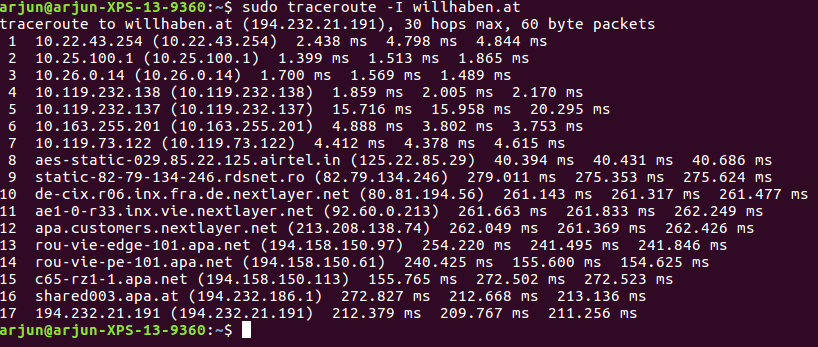 arjun@arjun-XPS-13-9360:~$ sudo traceroute -I willhaben.at
traceroute to willhaben.at (194.232.21.191), 30 hops max, 60 byte packets
1 10.22.43.254 (10.22.43.254) 2.438 ms 4.798 ms 4.844 ms
2 10.25.100.1 (10.25.100.1) 1.399 ms 1.513 ms 1.865 ms
3 10.26.0.14 (10.26.0.14) 1.700 ms 1.569 ms 1.489 ms
4 10.119.232.138 (10.119.232.138) 1.859 ms 2.005 ms 2.170 ms
5 10.119.232.137 (10.119.232.137) 15.716 ms 15.958 ms 20.295 ms
6 10.163.255.201 (10.163.255.201) 4.888 ms 3.802 ms 3.753 ms
7 10.119.73.122 (10.119.73.122) 4.412 ms 4.378 ms 4.615 ms
8 aes-static-029.85.22.125.airtel.in (125.22.85.29) 40.394 ms 40.431 ms 40.686 ms
9 static-82-79-134-246.rdsnet.ro (82.79.134.246) 279.011 ms 275.353 ms 275.624 ms
10 de-cix.r06.inx.fra.de.nextlayer.net (80.81.194.56) 261.143 ms 261.317 ms 261.477 ms
11 ae1-0-r33.inx.vie.nextlayer.net (92.60.0.213) 261.663 ms 261.833 ms 262.249 ms
12 apa.customers.nextlayer.net (213.208.138.74) 262.049 ms 261.369 ms 262.426 ms
13 rou-vie-edge-101.apa.net (194.158.150.97) 254.220 ms 241.495 ms 241.846 ms
14 rou-vie-pe-101.apa.net (194.158.150.61) 240.425 ms 155.600 ms 154.625 ms
15 c65-rz1-1.apa.net (194.158.150.113) 155.765 ms 272.502 ms 272.523 ms
16 shared003.apa.at (194.232.186.1) 272.827 ms 212.668 ms 213.136 ms
17 194.232.21.191 (194.232.21.191) 212.379 ms 209.767 ms 211.256 ms
arjun@arjun-XPS-13-9360:~$